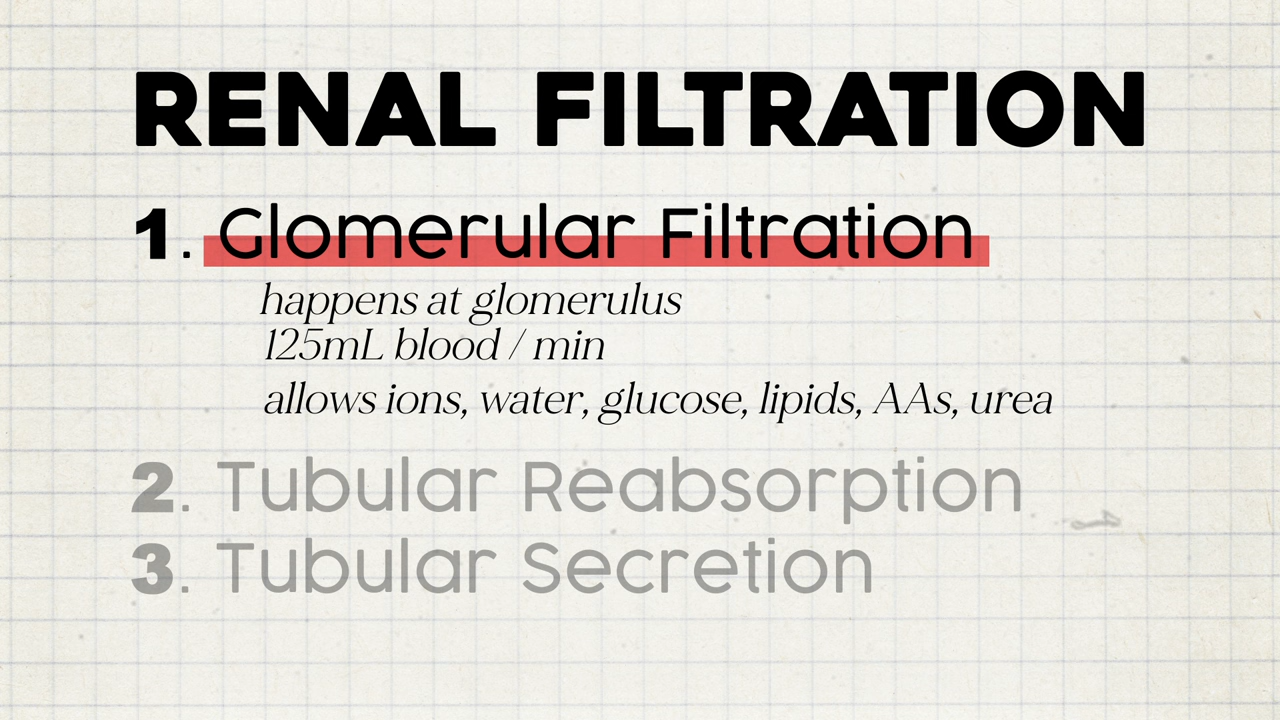 RENAL FILTRATION
1. Glomerular Filtration
happens at glomerulus
125mL blood / min
allows ions, water, glucose, lipids, AAs, urea
2. Tubular Reabsorption
3. Tubular Secretion